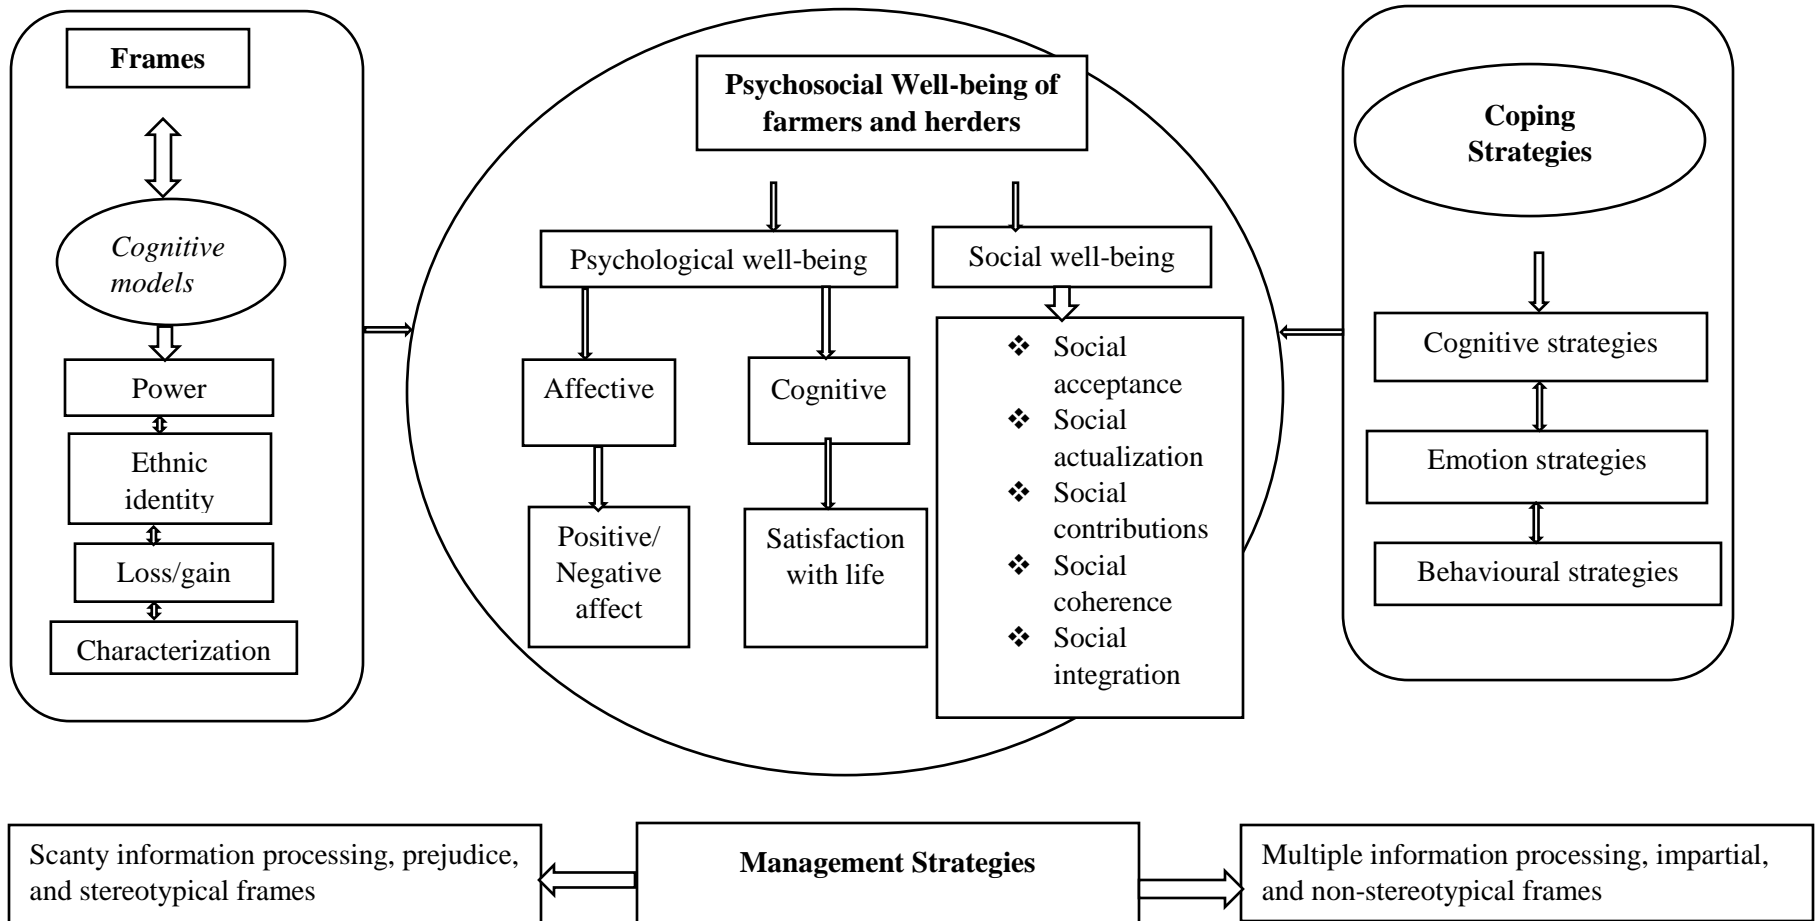 Frames
Cognitive
models
Power
Ethnic
identity
Loss/gain
Characterization
Psychosocial Well-being of
farmers and herders
Psychological well-being
Social well-being
Affective
Cognitive
Positive/
Negative
affect
Satisfaction
with life
❖ Social
acceptance
❖ Social
actualization
❖ Social
contributions
❖ Social
coherence
❖ Social
integration
Coping
Strategies
Cognitive strategies
Emotion strategies
Behavioural strategies
Scanty information processing, prejudice,
and stereotypical frames
Management Strategies
Multiple information processing, impartial,
and non-stereotypical frames